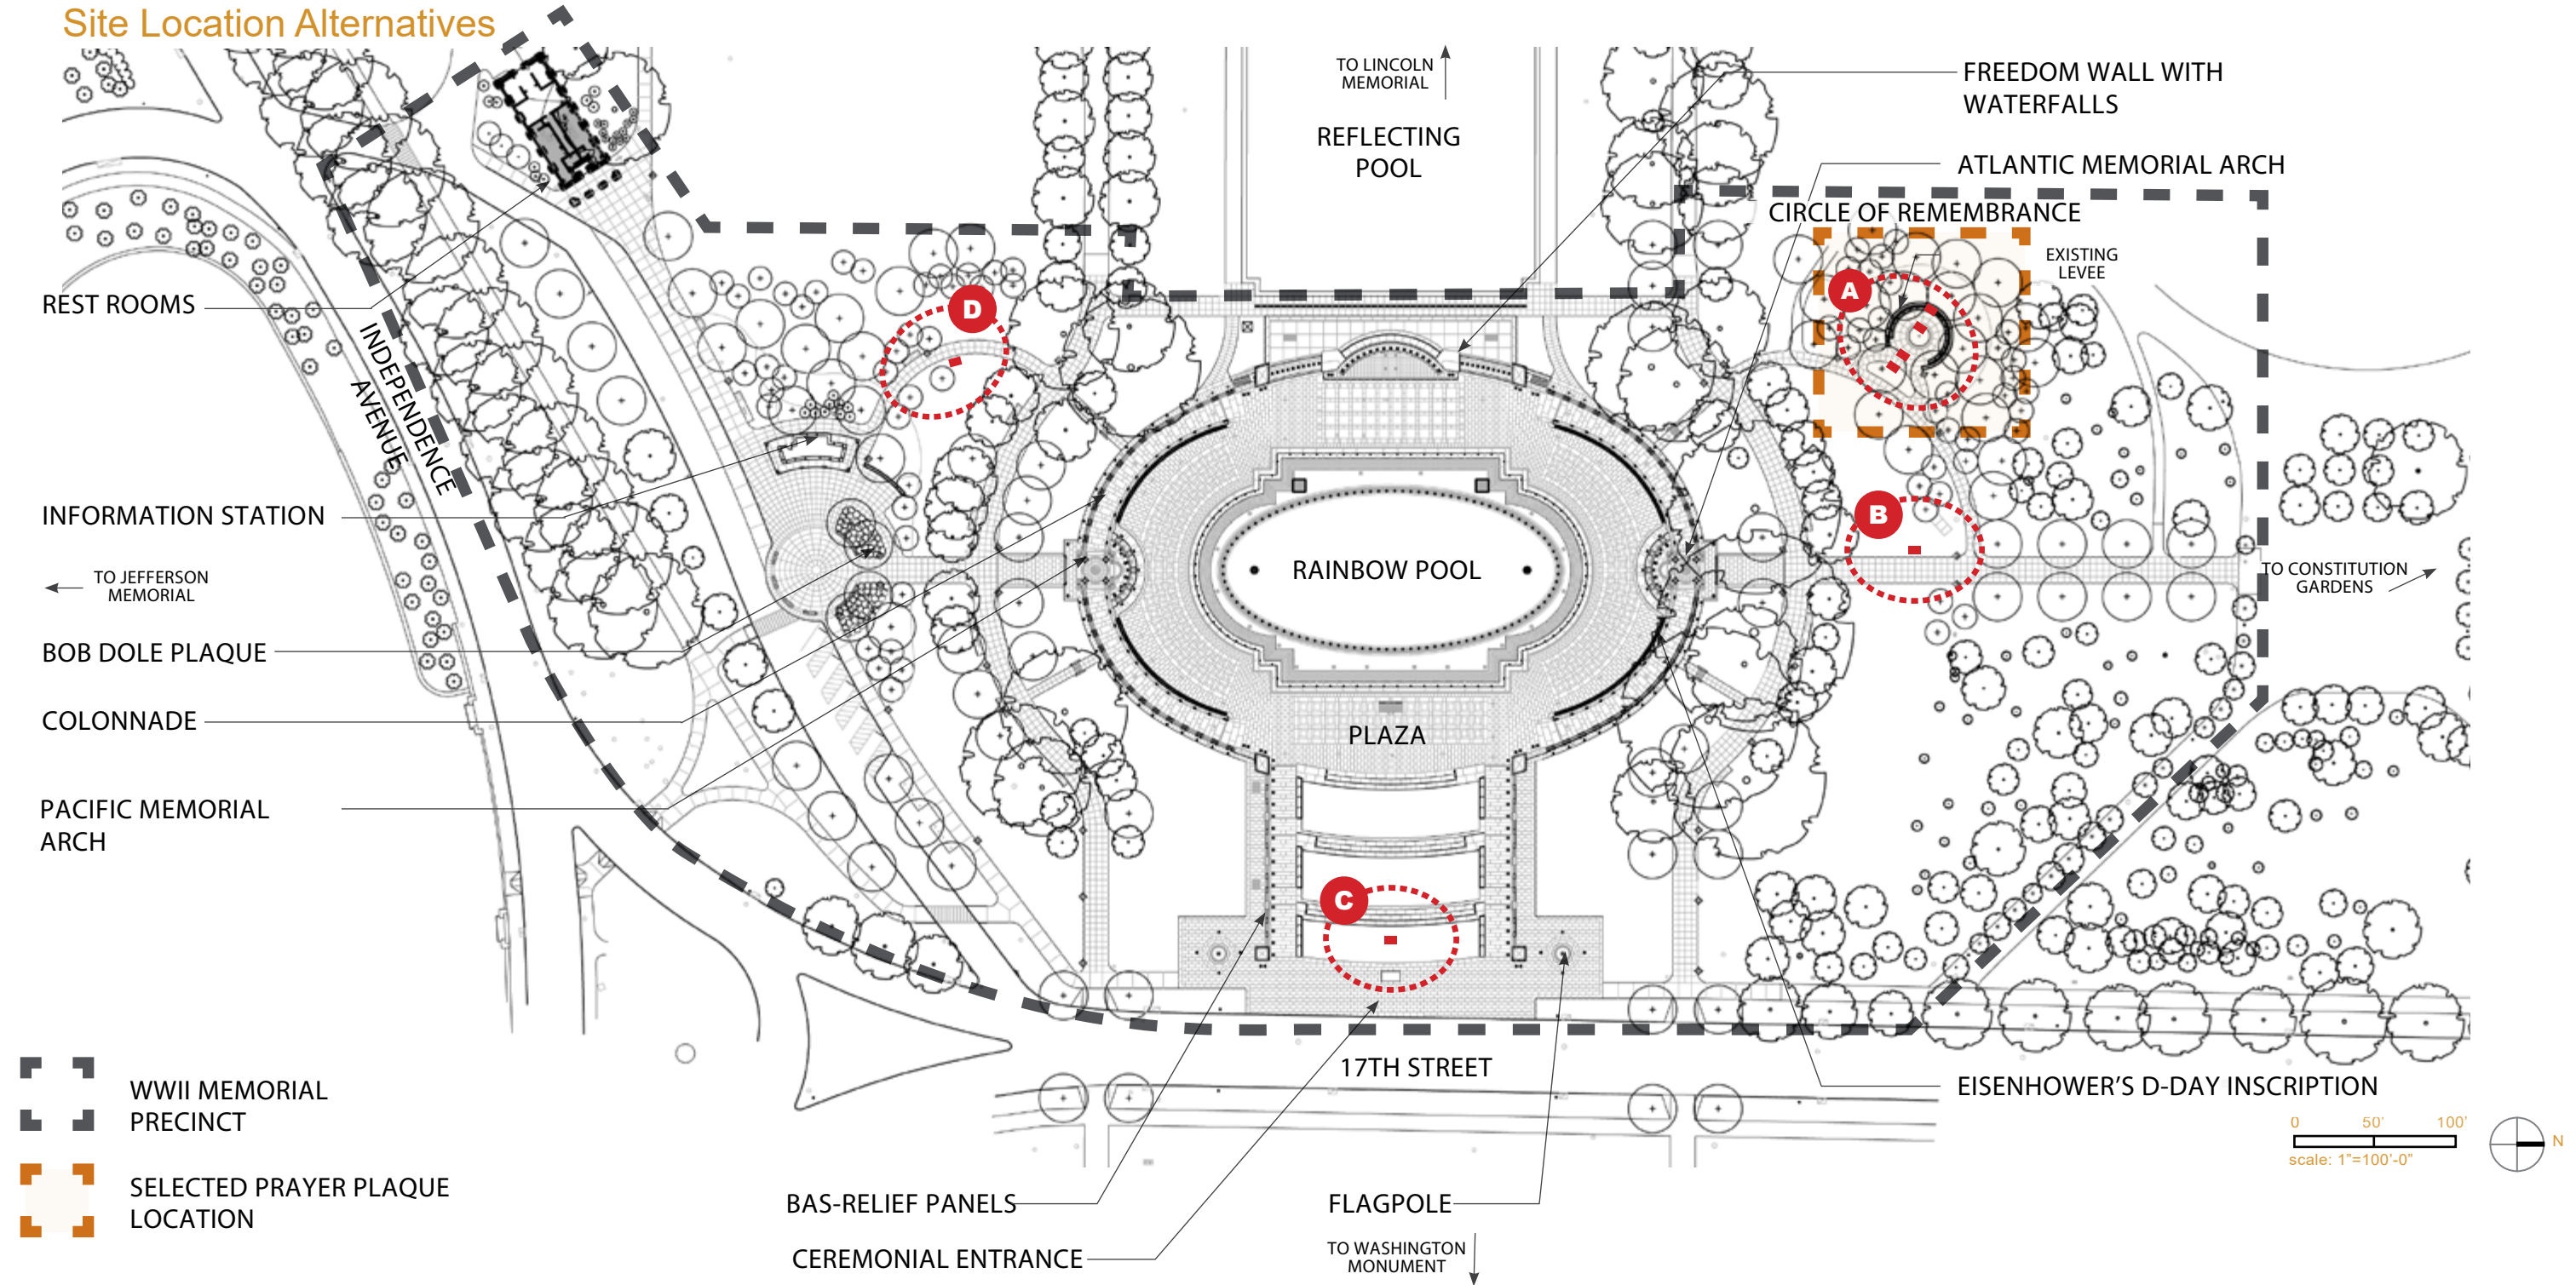 Site Location Alternatives
TO LINCOLN
MEMORIAL
REFLECTING
POOL
FREEDOM WALL WITH
WATERFALLS
ATLANTIC MEMORIAL ARCH
CIRCLE OF REMEMBRANCE
EXISTING
LEVEE
A
D
REST ROOMS
INDEPENDENCE
AVENUE
INFORMATION STATION
B
TO JEFFERSON
MEMORIAL
RAINBOW POOL
TO CONSTITUTION
GARDENS
BOB DOLE PLAQUE
COLONNADE
PLAZA
PACIFIC MEMORIAL
ARCH
C
17TH STREET
WWII MEMORIAL
PRECINCT
EISENHOWER'S D-DAY INSCRIPTION
0 50' 100'
scale: 1"=100'-0"
N
SELECTED PRAYER PLAQUE
LOCATION
BAS-RELIEF PANELS
FLAGPOLE
CEREMONIAL ENTRANCE
TO WASHINGTON
MONUMENT